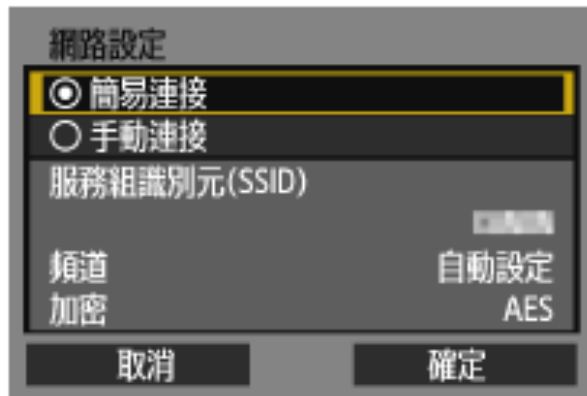 網路設定
簡易連接
手動連接
服務組識別元(SSID)
頻道 自動設定
加密 AES
取消 確定